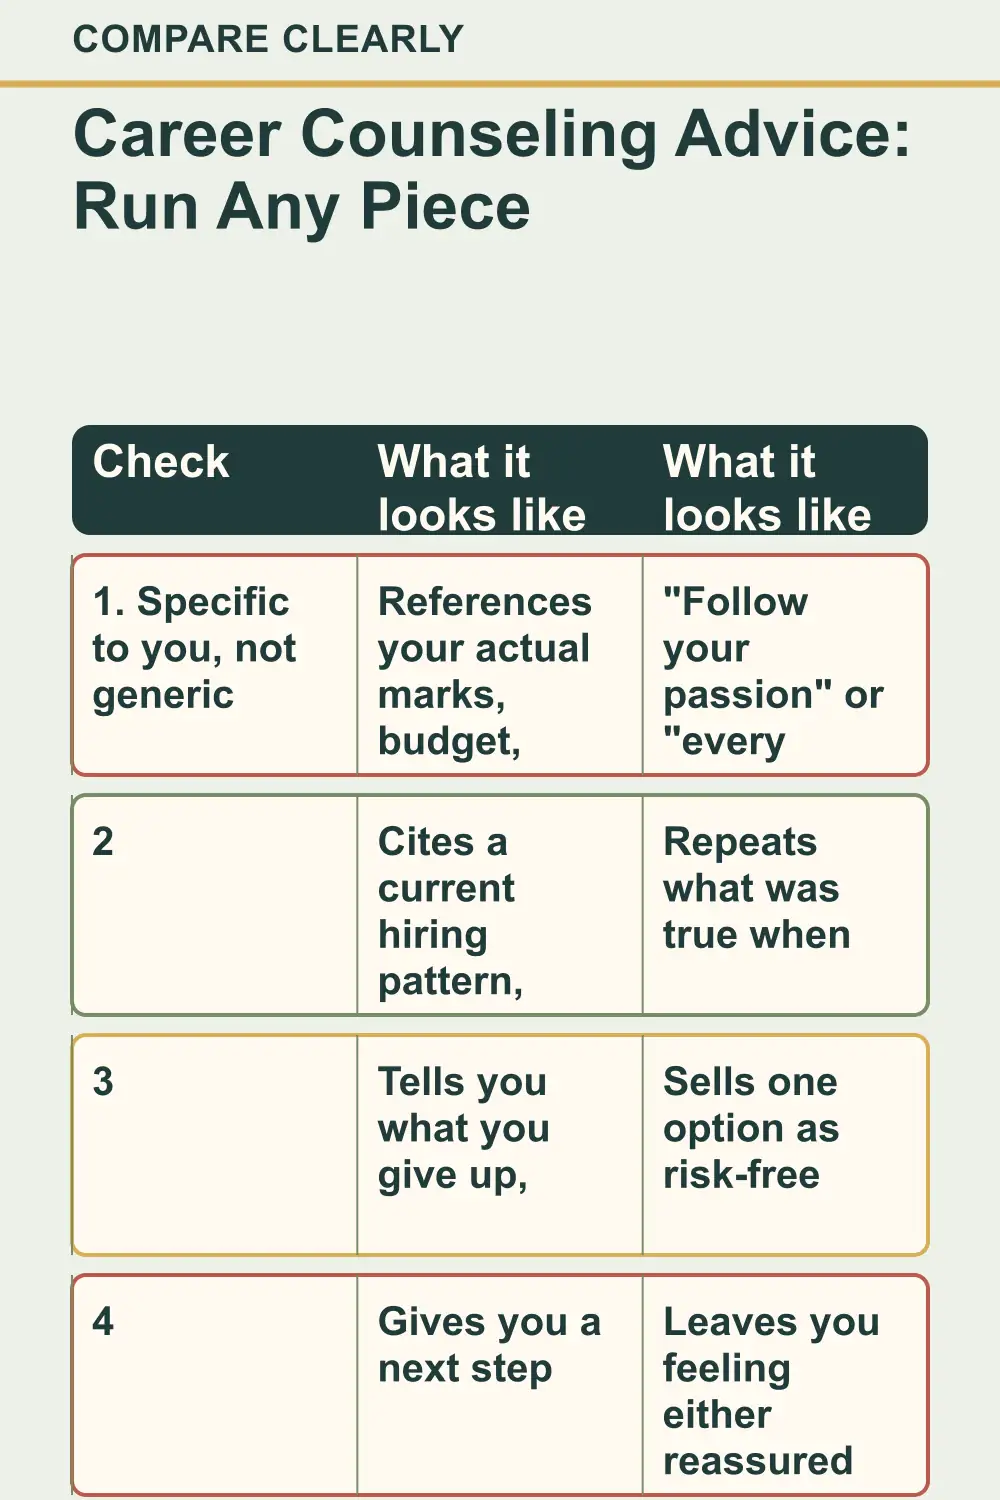 COMPARE CLEARLY
Career Counseling Advice:
Run Any Piece
Check
What it
looks like
What it
looks like
1. Specific
to you, not
generic
References
your actual
marks,
budget,
"Follow
your
passion" or
"every
2
Cites a
current
hiring
pattern,
Repeats
what was
true when
3
Tells you
what you
give up,
Sells one
option as
risk-free
4
Gives you a
next step
Leaves you
feeling
either
reassured